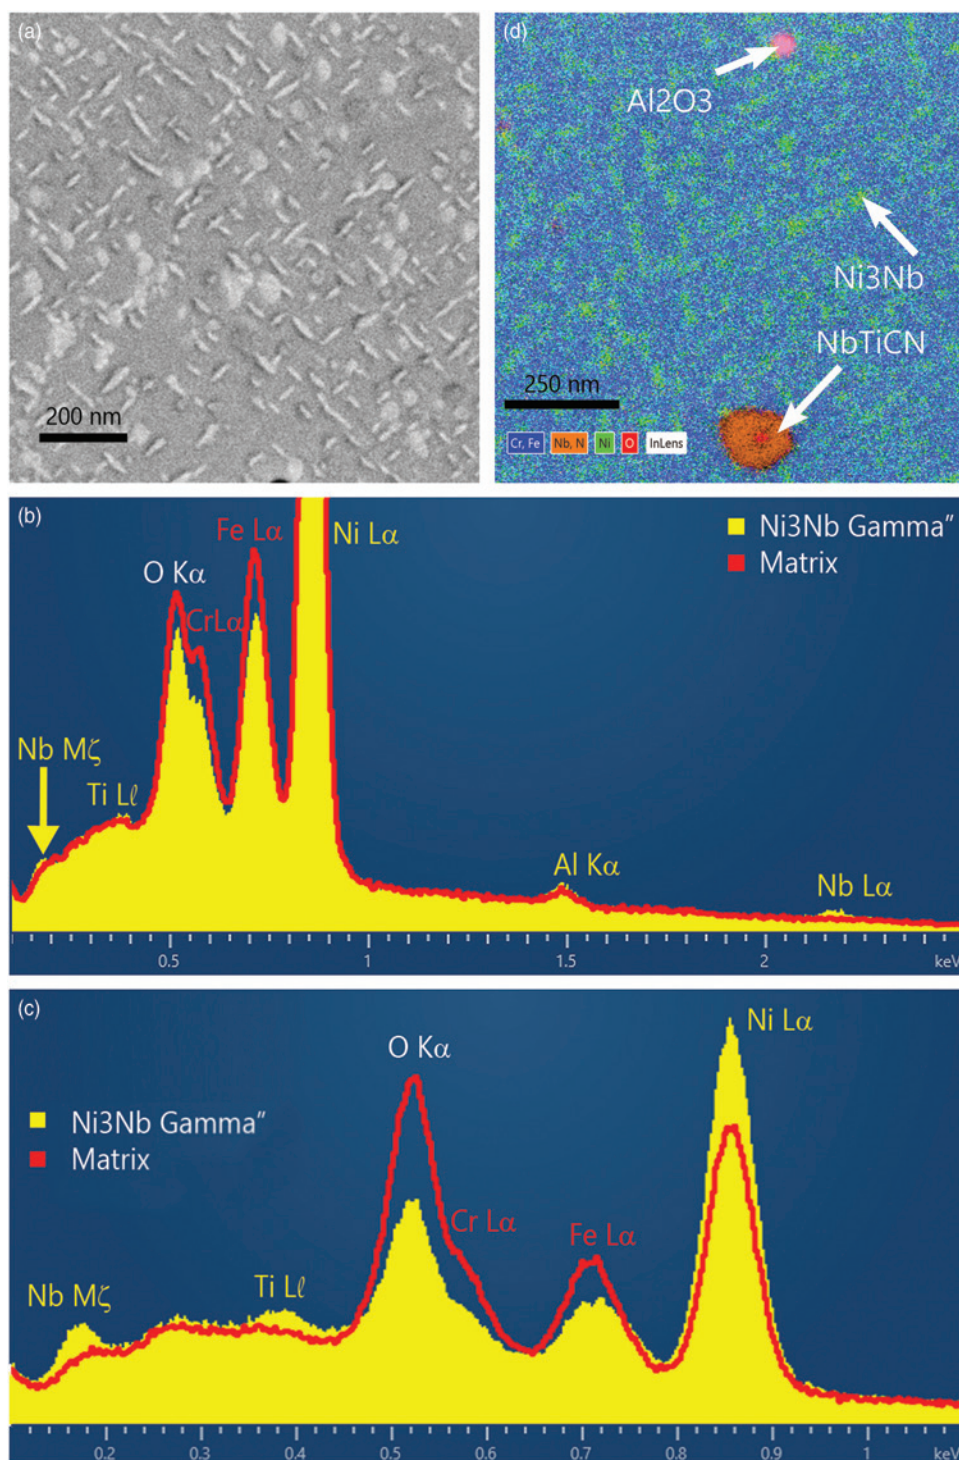 (a)
200 nm
(d)
Al2O3
Ni3Nb
NbTiCN
250 nm
Cr, Fe Nb, N Ni O InLens
(b)
Fe Lα
Ni Lα
Ni3Nb Gamma"
Matrix
O Kα
CrLα
Nb Mζ
Ti Lℓ
Al Kα
Nb Lα
0.5 1 1.5 2 keV
(c)
Ni Lα
O Kα
Ni3Nb Gamma"
Matrix
Cr Lα
Fe Lα
Nb Mζ
Ti Lℓ
0.2 0.3 0.4 0.5 0.6 0.7 0.8 0.9 1 keV